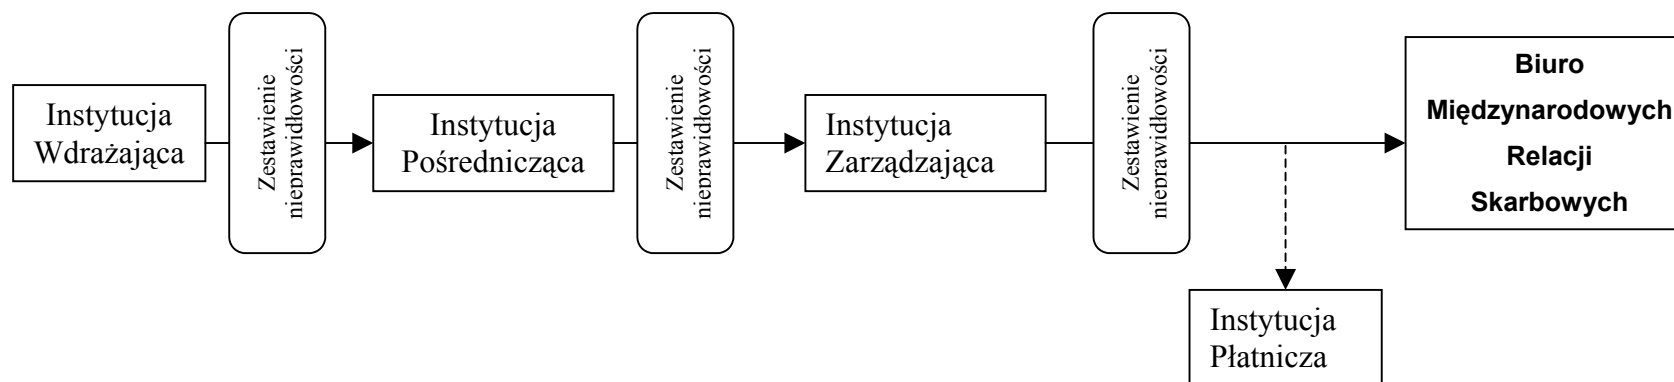 Instytucja
Wdrażająca
Zestawienie
nieprawidłowości
Instytucja
Pośrednicząca
Zestawienie
nieprawidłowości
Instytucja
Zarządzająca
Zestawienie
nieprawidłowości
Biuro
Międzynarodowych
Relacji
Skarbowych
Instytucja
Płatnicza